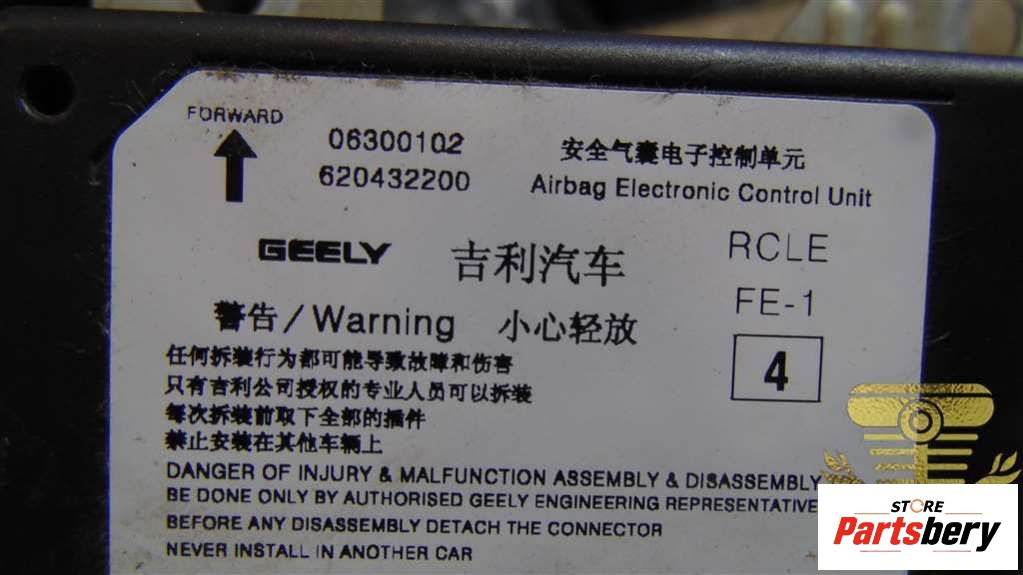 FORWARD
06300102
620432200
安全气囊电子控制单元
Airbag Electronic Control Unit
GEELY 吉利汽车
RCLE
FE-1
4
警告/Warning 小心轻放
任何拆装行为都可能导致故障和伤害
只有吉利公司授权的专业人员可以拆装
每次拆装前取下全部的插件
禁止安装在其他车辆上
DANGER OF INJURY & MALFUNCTION ASSEMBLY & DISASSEMBLY
BE DONE ONLY BY AUTHORISED GEELY ENGINEERING REPRESENTATIVE
BEFORE ANY DISASSEMBLY DETACH THE CONNECTOR
NEVER INSTALL IN ANOTHER CAR
STORE
Partsbery